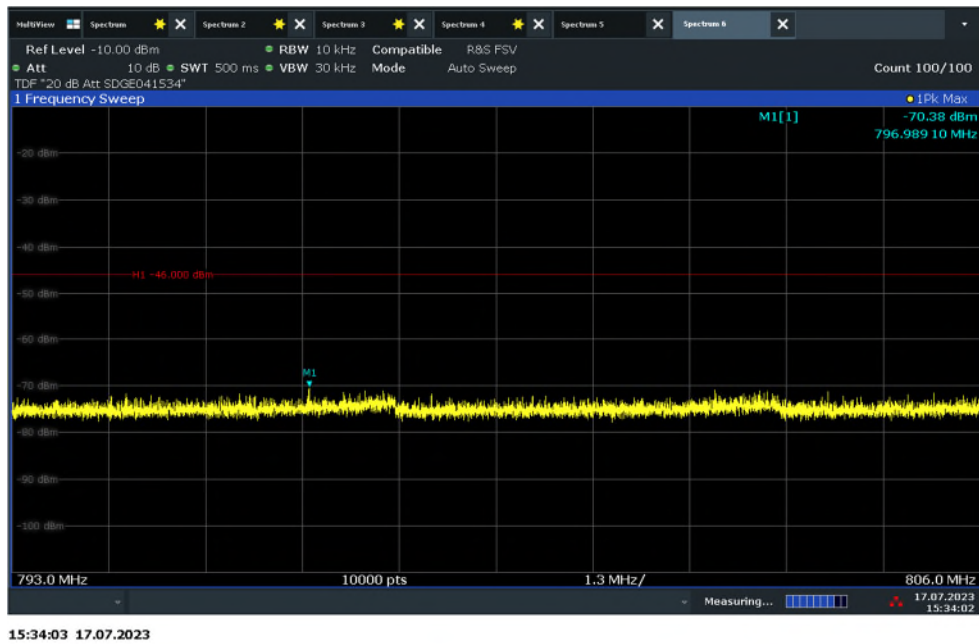 MultiView Spectrum Spectrum 2 Spectrum 3 Spectrum 4 Spectrum 5 Spectrum 6
Ref Level -10.00 dBm RBW 10 kHz Compatible R&S FSV
Att 10 dB SWT 500 ms VBW 30 kHz Mode Auto Sweep Count 100/100
TDF "20 dB Att SDGE041534"
1 Frequency Sweep 1Pk Max
M1[1] -70.38 dBm
796.989 10 MHz
-20 dBm
-30 dBm
-40 dBm
H1 -46.000 dBm
-50 dBm
-60 dBm
M1
-70 dBm
-80 dBm
-90 dBm
-100 dBm
793.0 MHz 10000 pts 1.3 MHz/ 806.0 MHz
Measuring... 17.07.2023
15:34:02
15:34:03 17.07.2023